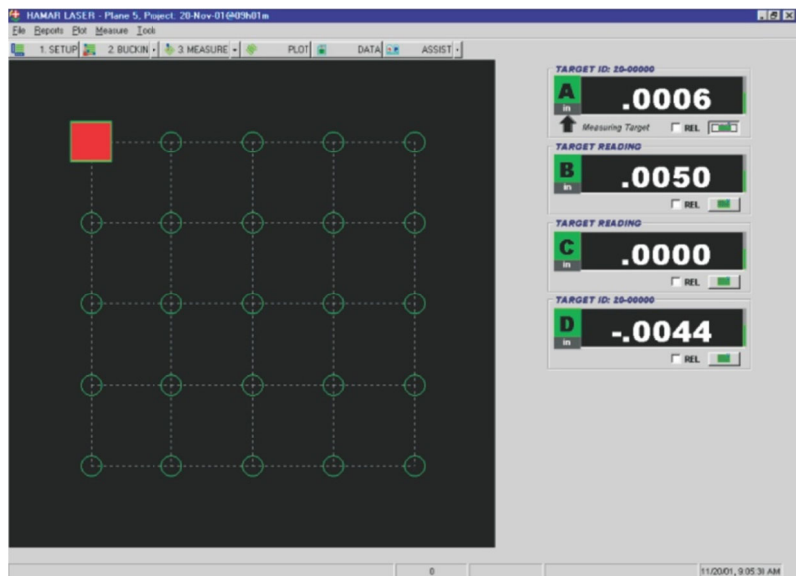 HAMAR LASER - Plane 5, Project: 20-Nov-01@09h01m
File Reports Plot Measure Tools
1. SETUP 2. BUCKIN 3. MEASURE PLOT DATA ASSIST
TARGET ID: 20-00000
A
in
.0006
Measuring Target REL
TARGET READING
B
in
.0050
REL
TARGET READING
C
in
.0000
REL
TARGET ID: 20-00000
D
in
-.0044
REL
0
11/20/01, 9:05:31 AM